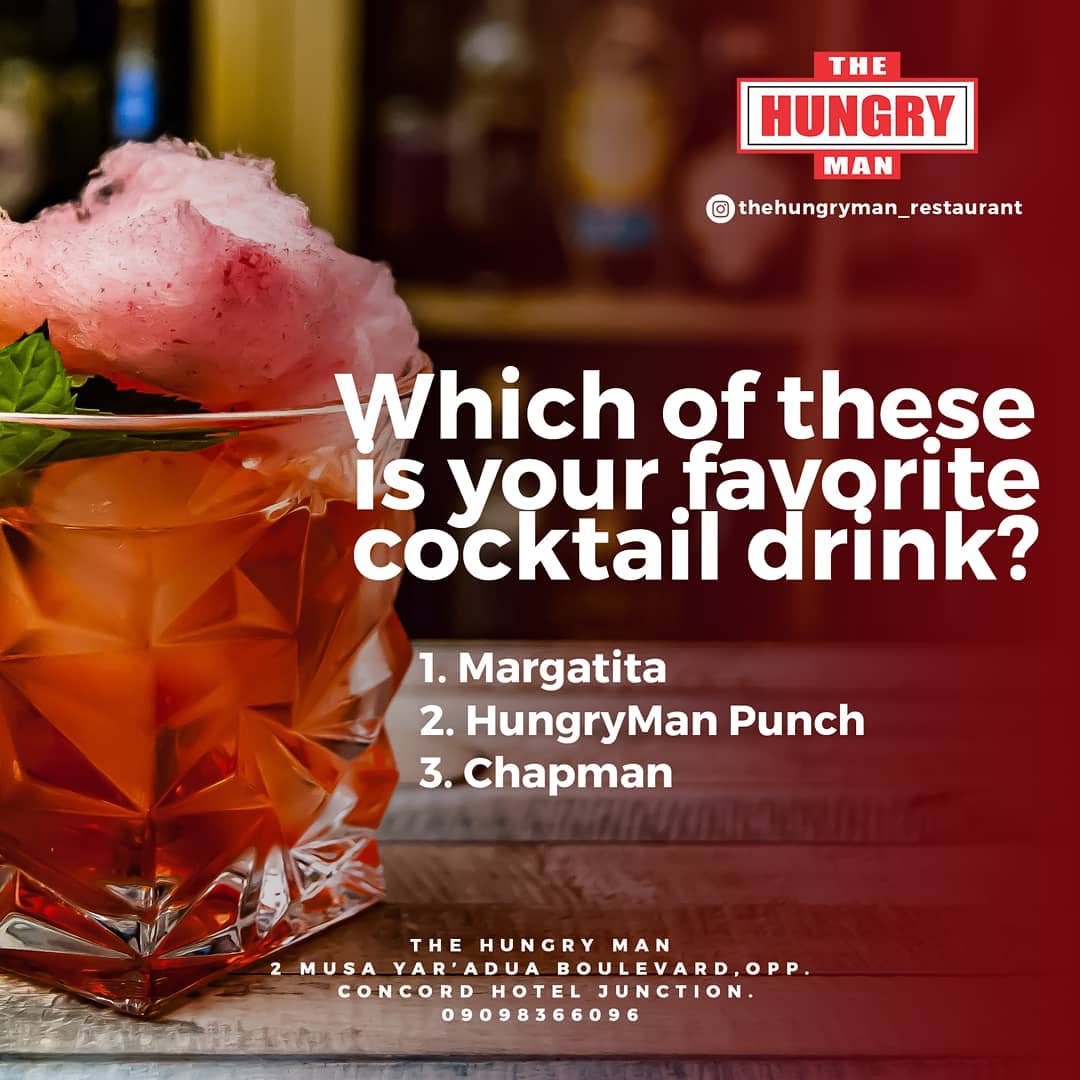 THE
HUNGRY
MAN
thehungryman_restaurant
Which of these
is your favorite
cocktail drink?
1. Margatita
2. HungryMan Punch
3. Chapman
THE HUNGRY MAN
2 MUSA YAR’ADUA BOULEVARD,OPP.
CONCORD HOTEL JUNCTION.
09098366096